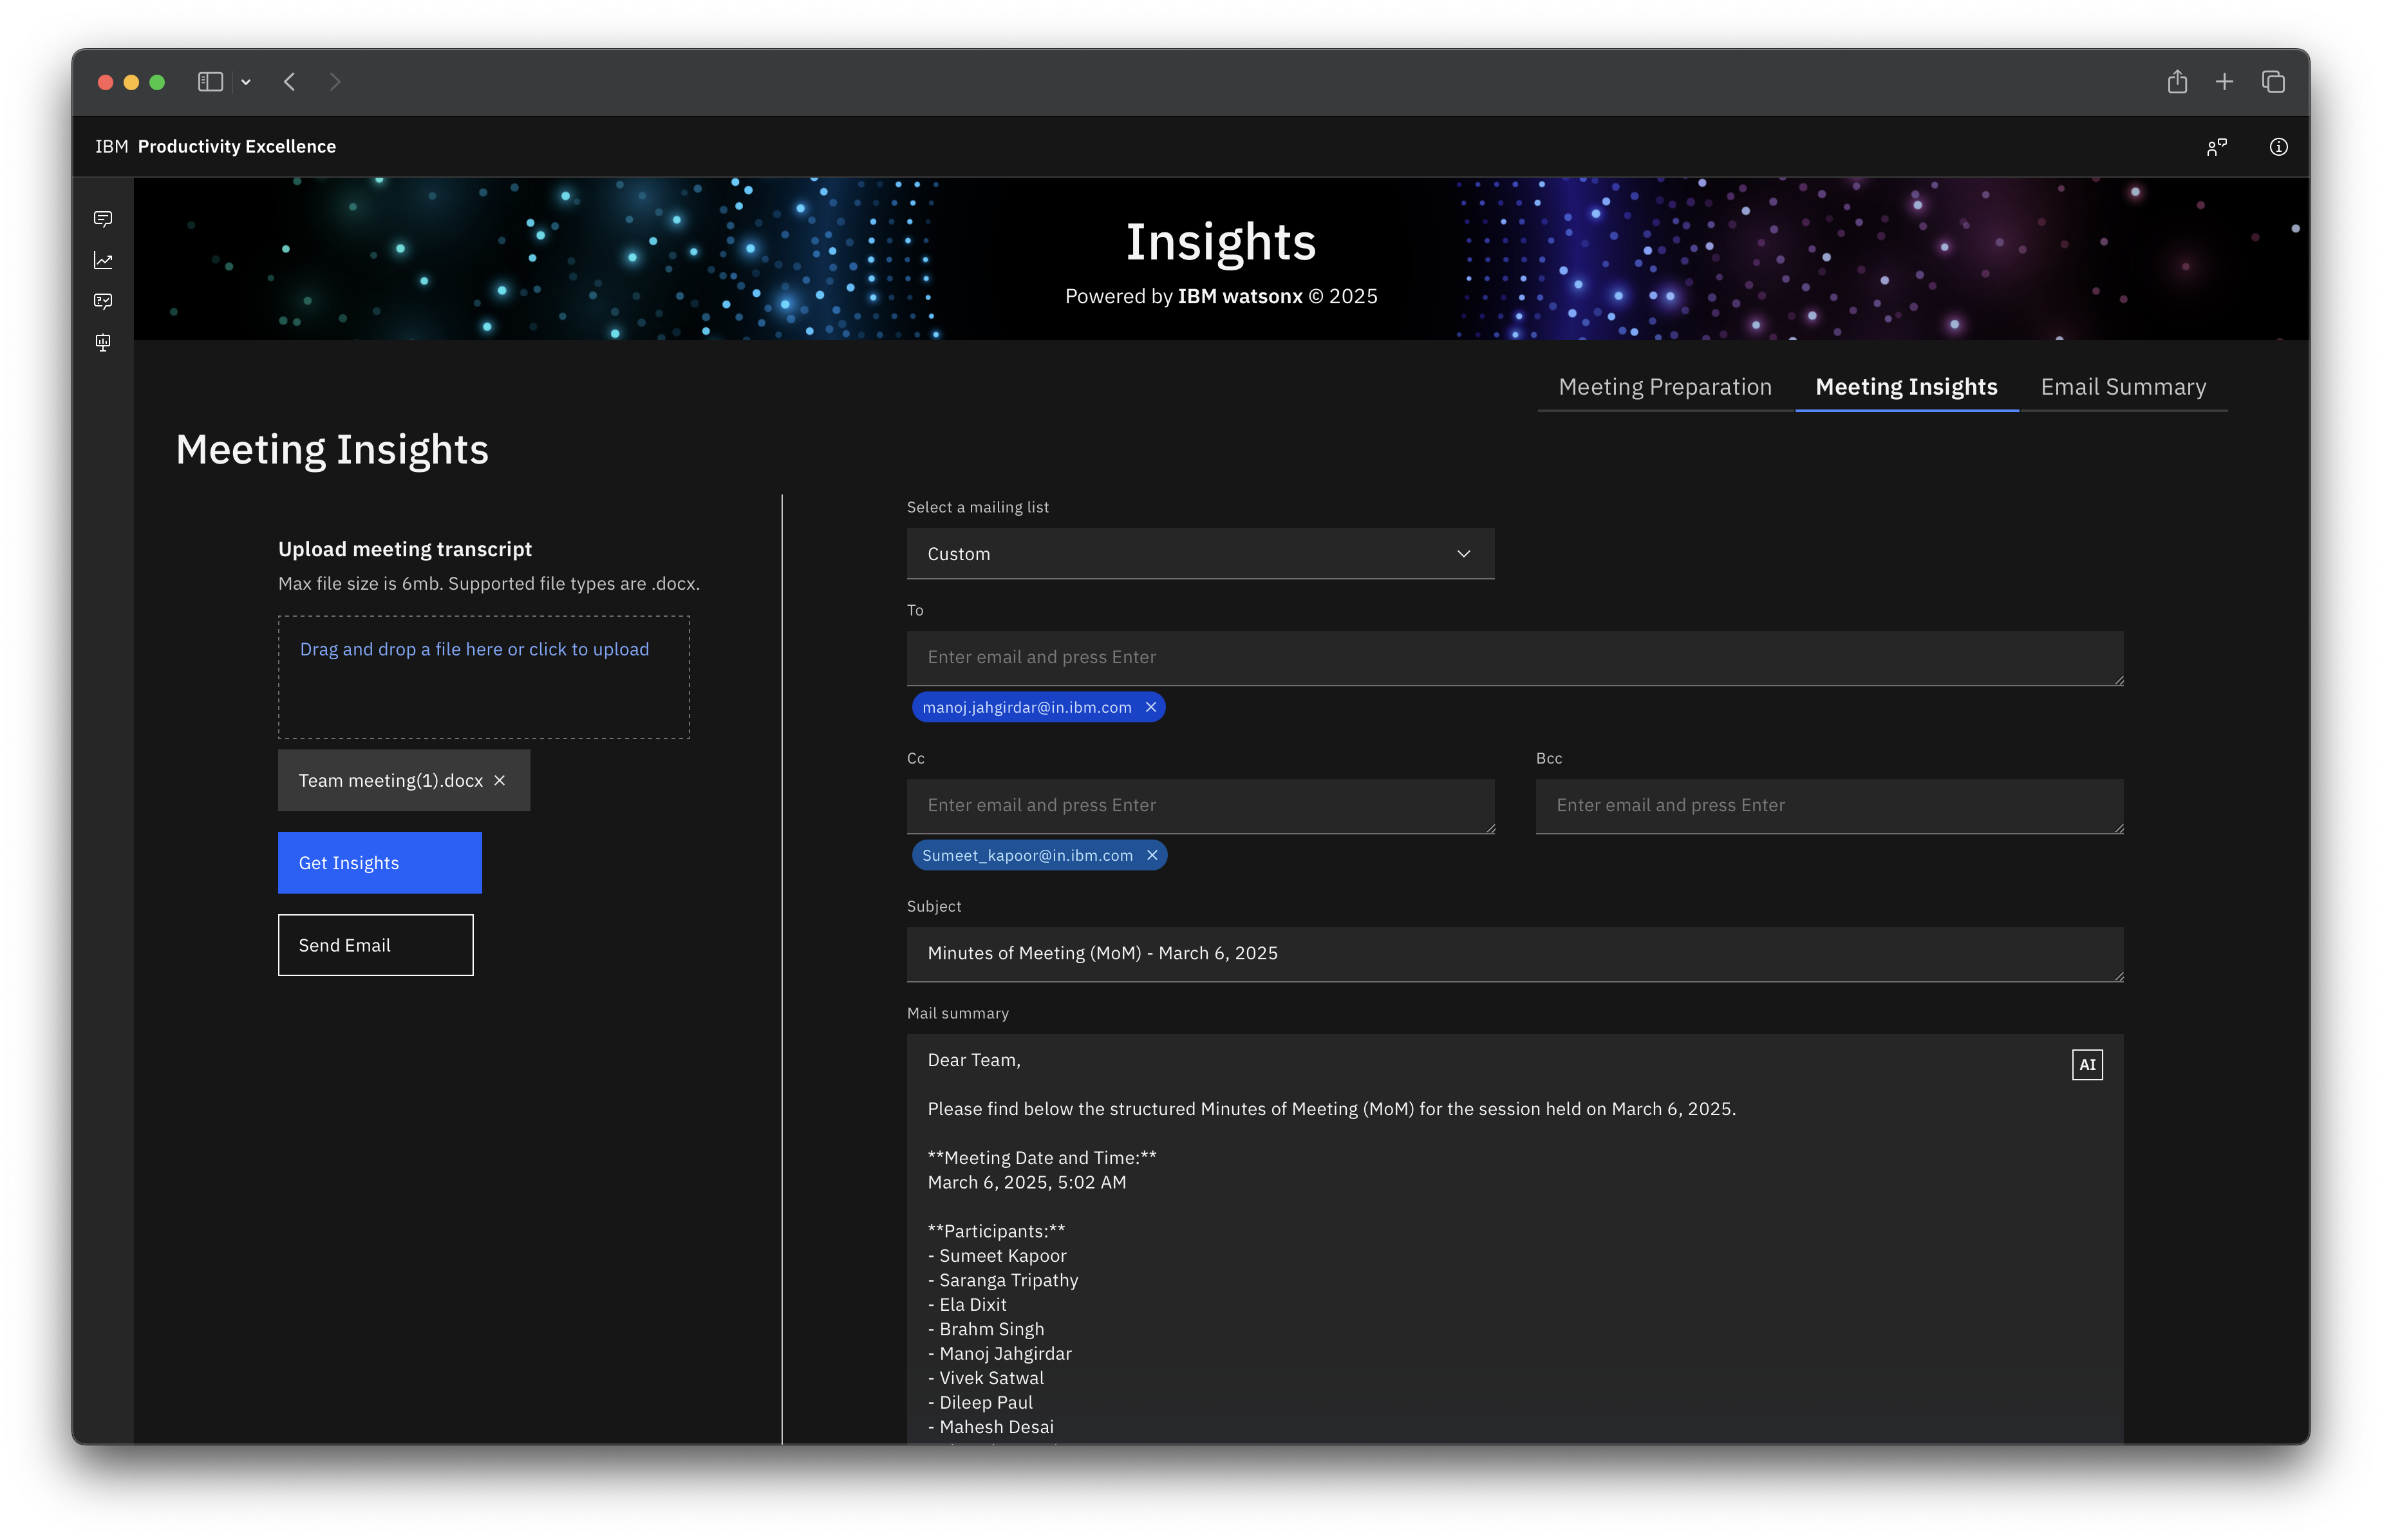 IBM Productivity Excellence
Insights
Powered by IBM watsonx © 2025
Meeting Preparation
Meeting Insights
Email Summary
Meeting Insights
Upload meeting transcript
Max file size is 6mb. Supported file types are .docx.
Drag and drop a file here or click to upload
Team meeting(1).docx
Get Insights
Send Email
Select a mailing list
Custom
To
Enter email and press Enter
manoj.jahgirdar@in.ibm.com
Cc
Enter email and press Enter
Sumeet_kapoor@in.ibm.com
Bcc
Enter email and press Enter
Subject
Minutes of Meeting (MoM) - March 6, 2025
Mail summary
AI
Dear Team,
Please find below the structured Minutes of Meeting (MoM) for the session held on March 6, 2025.
**Meeting Date and Time:**
March 6, 2025, 5:02 AM
**Participants:**
- Sumeet Kapoor
- Saranga Tripathy
- Ela Dixit
- Brahm Singh
- Manoj Jahgirdar
- Vivek Satwal
- Dileep Paul
- Mahesh Desai